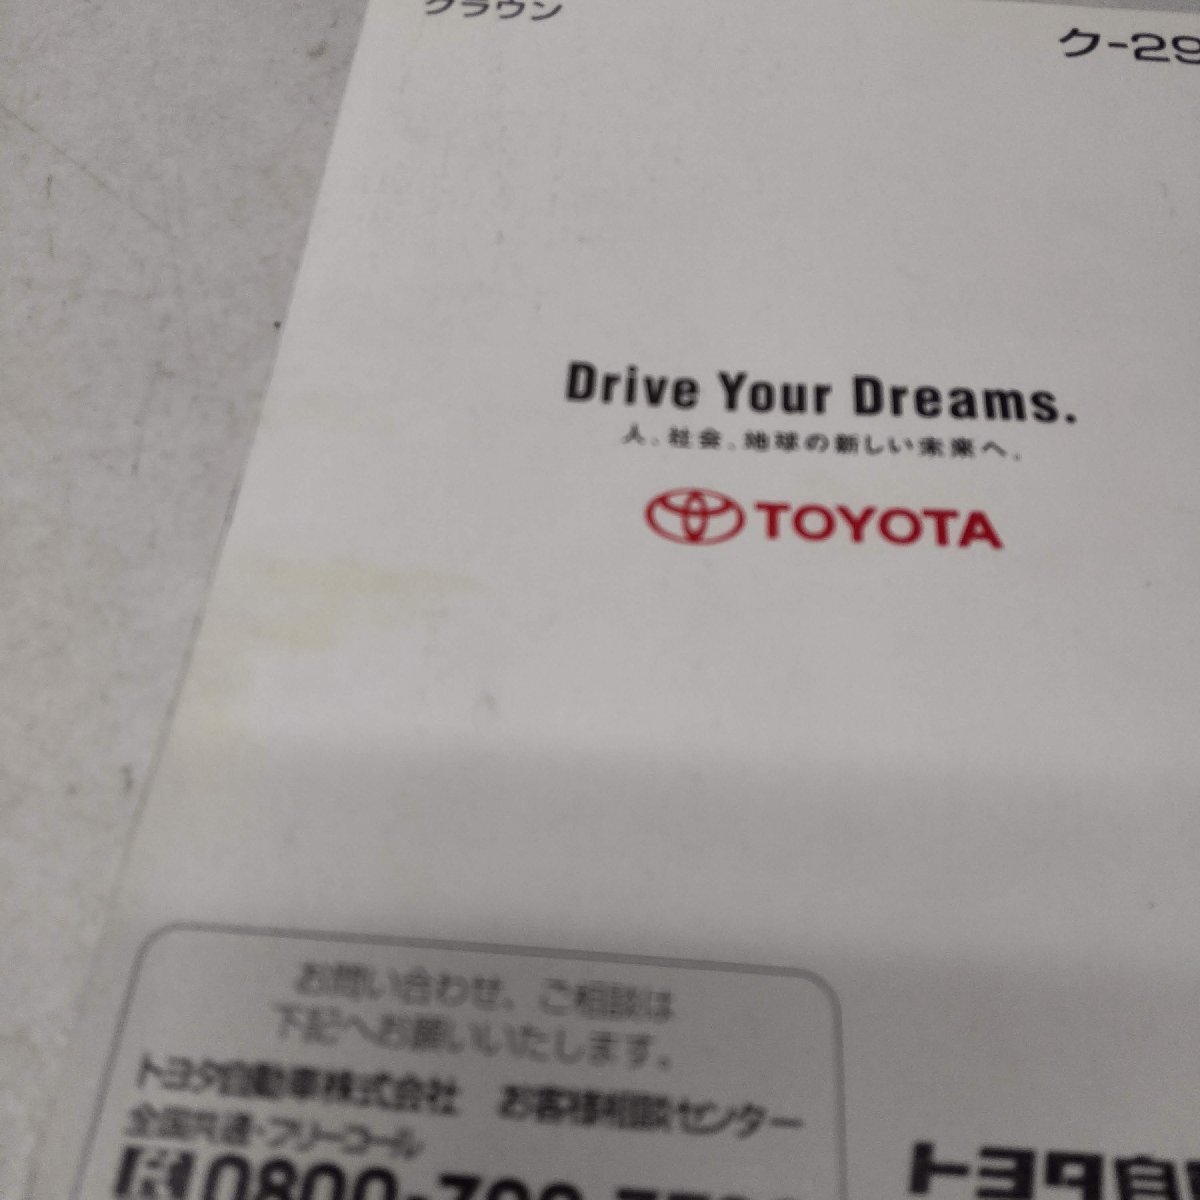 クラウン
ク-29
Drive Your Dreams.
人、社会、地球の新しい未来へ。
TOYOTA
お問い合わせ、ご相談は
下記へお願いいたします。
トヨタ自動車株式会社 お客様相談センター
全国共通・フリーコール
0800-700-
トヨタ自